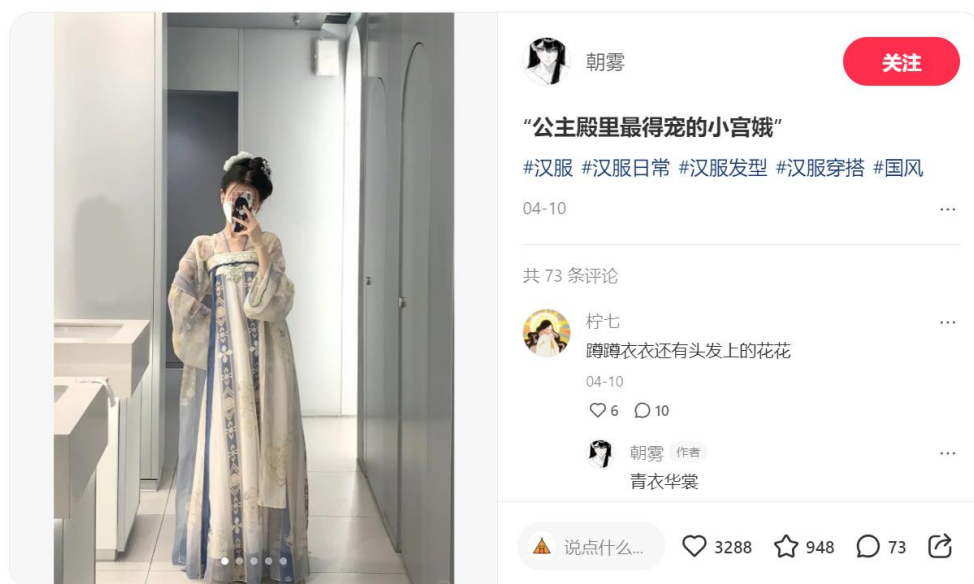 朝雾
关注
“公主殿里最得宠的小宫娥”
#汉服 #汉服日常 #汉服发型 #汉服穿搭 #国风
04-10
共 73 条评论
柠七
蹲蹲衣衣还有头发上的花花
04-10
6 10
朝雾 作者
青衣华裳
说点什么... 3288 948 73